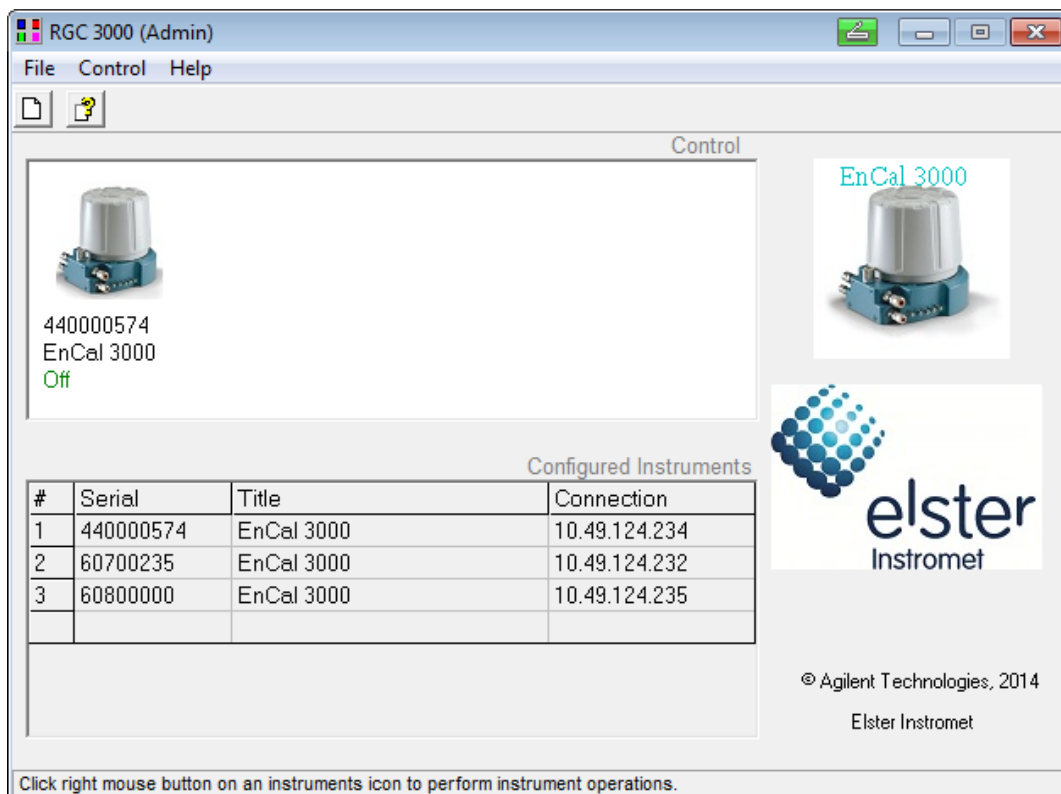 RGC 3000 (Admin)
File Control Help
Control
440000574
EnCal 3000
Off
EnCal 3000
elster
Instromet
Configured Instruments
# Serial Title Connection
1 440000574 EnCal 3000 10.49.124.234
2 60700235 EnCal 3000 10.49.124.232
3 60800000 EnCal 3000 10.49.124.235
© Agilent Technologies, 2014
Elster Instromet
Click right mouse button on an instruments icon to perform instrument operations.